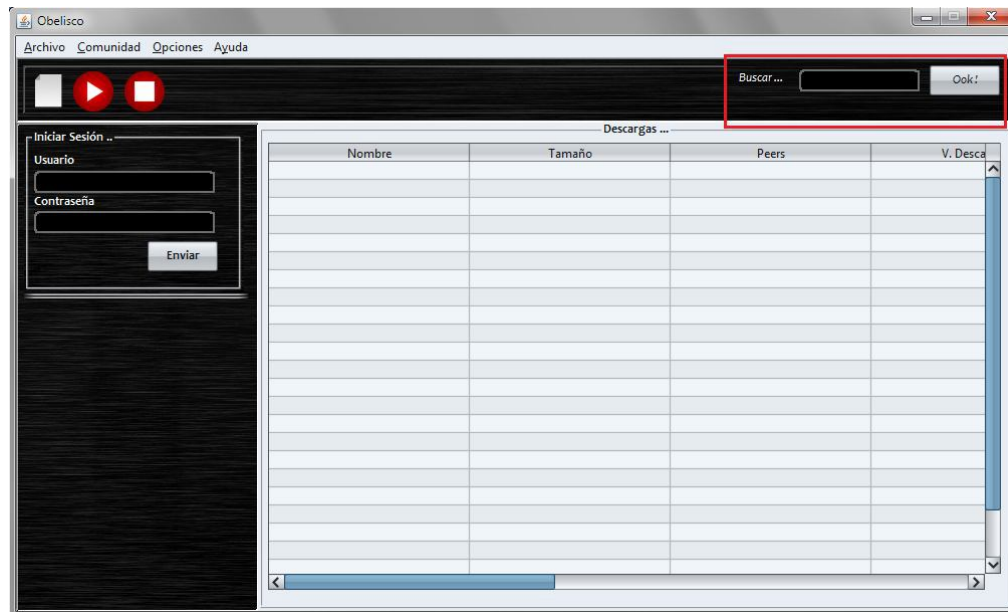 Obelisco
Archivo Comunidad Opciones Ayuda
Buscar... Ook!
Iniciar Sesión ..
Usuario
Contraseña
Enviar
Descargas ...
Nombre Tamaño Peers V. Desca